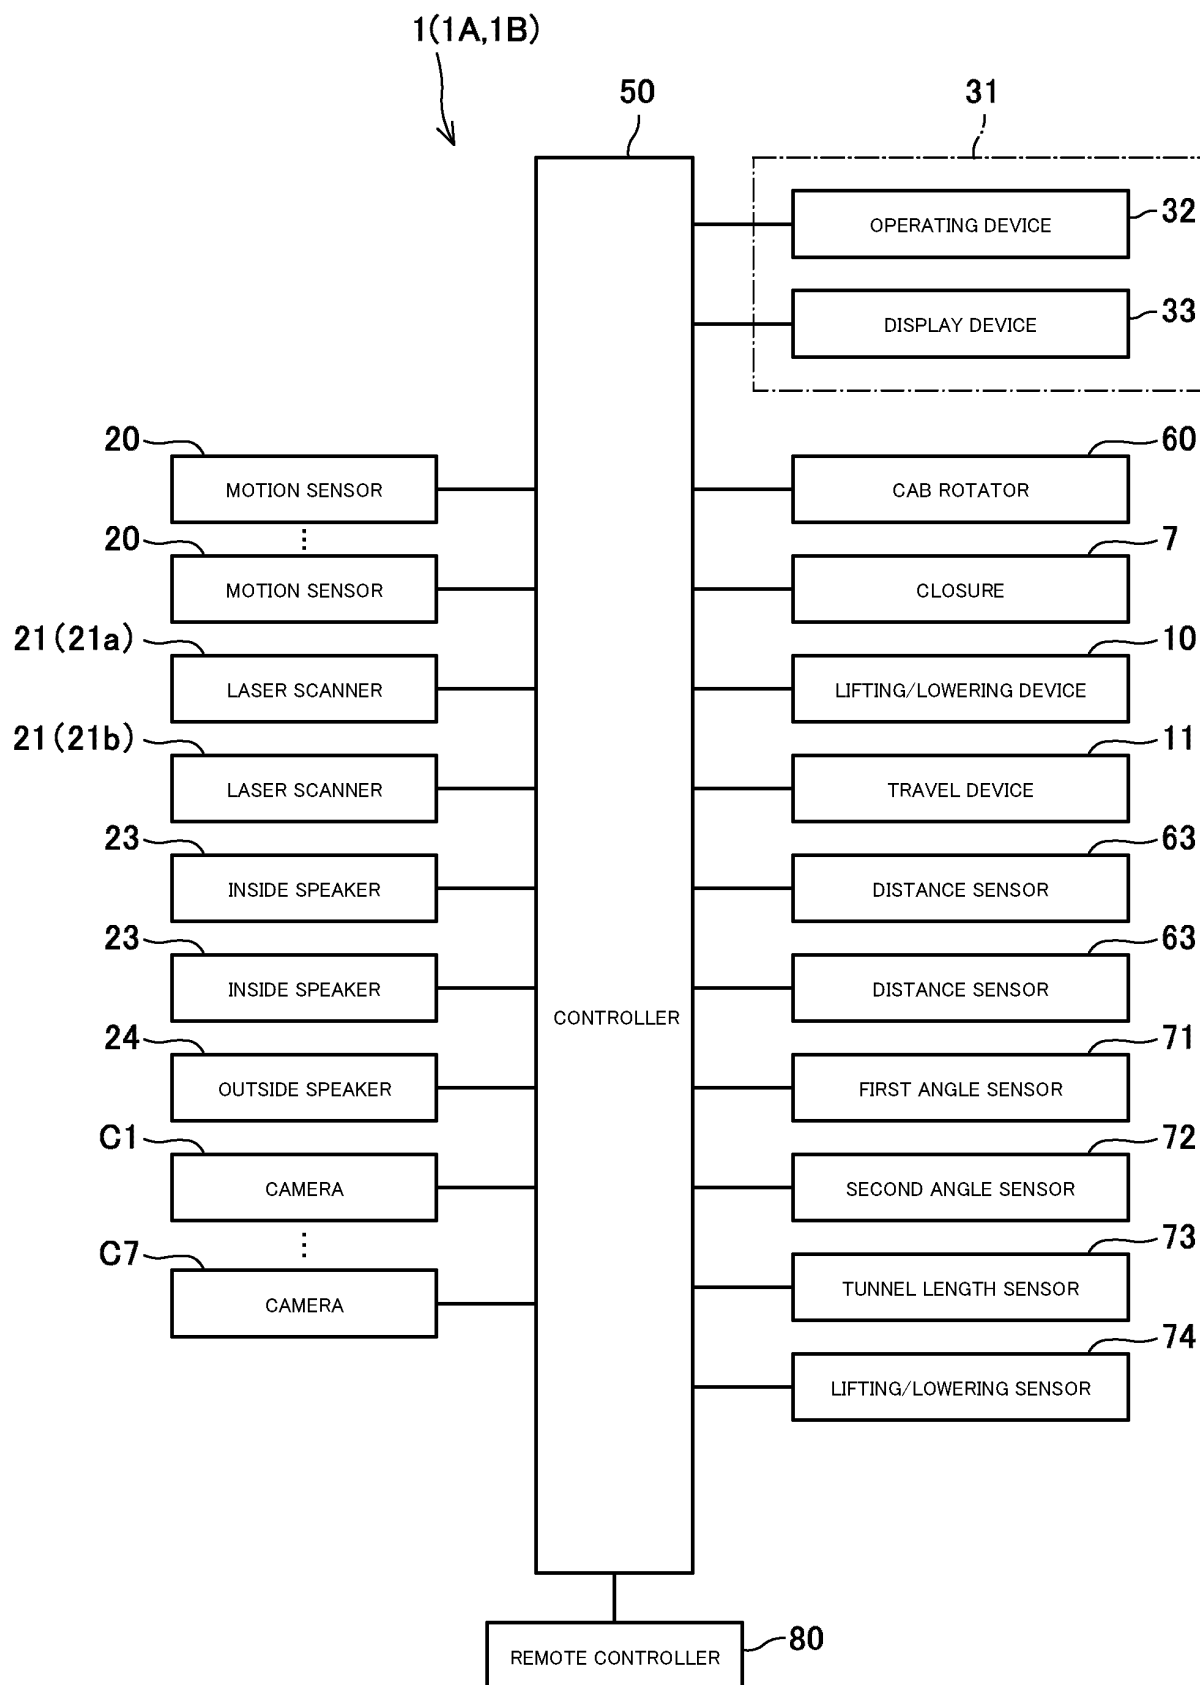 1(1A,1B)
50
31
OPERATING DEVICE
32
DISPLAY DEVICE
33
20
MOTION SENSOR
60
CAB ROTATOR
20
MOTION SENSOR
7
CLOSURE
21(21a)
LASER SCANNER
10
LIFTING/LOWERING DEVICE
21(21b)
LASER SCANNER
11
TRAVEL DEVICE
23
INSIDE SPEAKER
63
DISTANCE SENSOR
23
INSIDE SPEAKER
63
DISTANCE SENSOR
CONTROLLER
24
OUTSIDE SPEAKER
71
FIRST ANGLE SENSOR
C1
CAMERA
72
SECOND ANGLE SENSOR
C7
CAMERA
73
TUNNEL LENGTH SENSOR
74
LIFTING/LOWERING SENSOR
REMOTE CONTROLLER
80